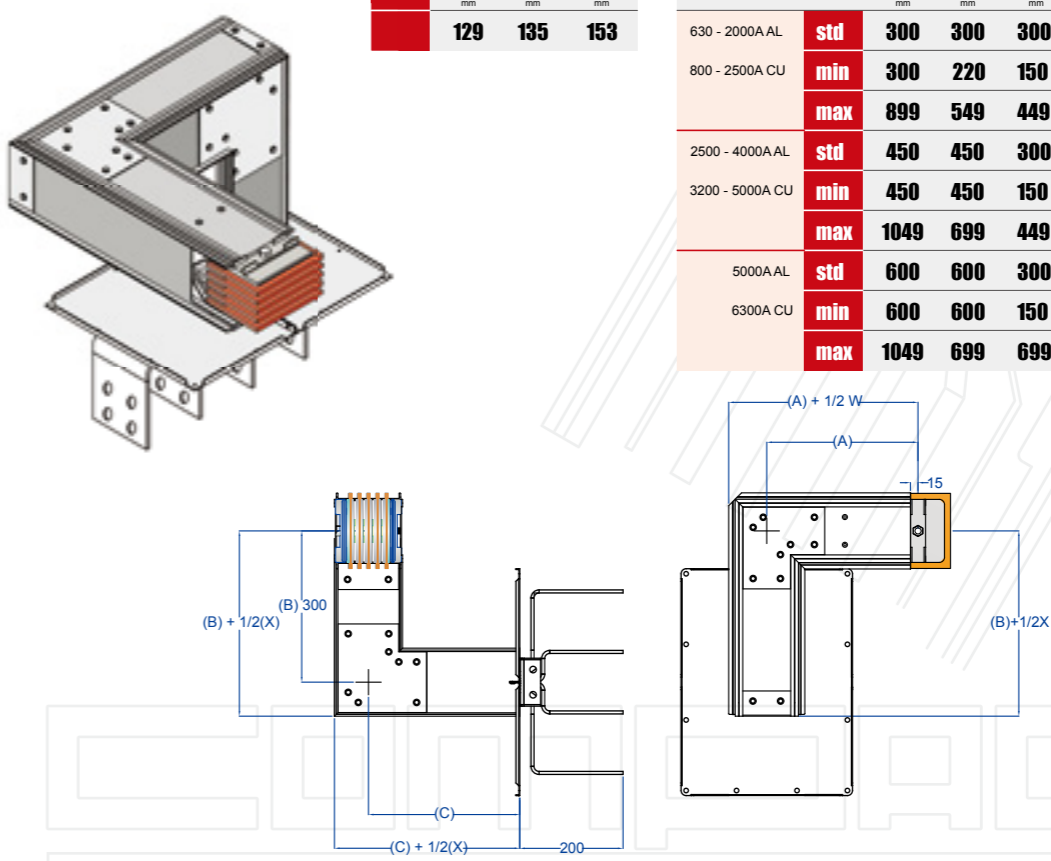 mm mm mm
129 135 153
mm mm mm
630 - 2000A AL std 300 300 300
800 - 2500A CU min 300 220 150
max 899 549 449
2500 - 4000A AL std 450 450 300
3200 - 5000A CU min 450 450 150
max 1049 699 449
5000A AL std 600 600 300
6300A CU min 600 600 150
max 1049 699 699
(A) + 1/2 W
(A)
15
(B) 300
(B) + 1/2(X)
(B)+1/2X
(C)
(C) + 1/2(X)
200